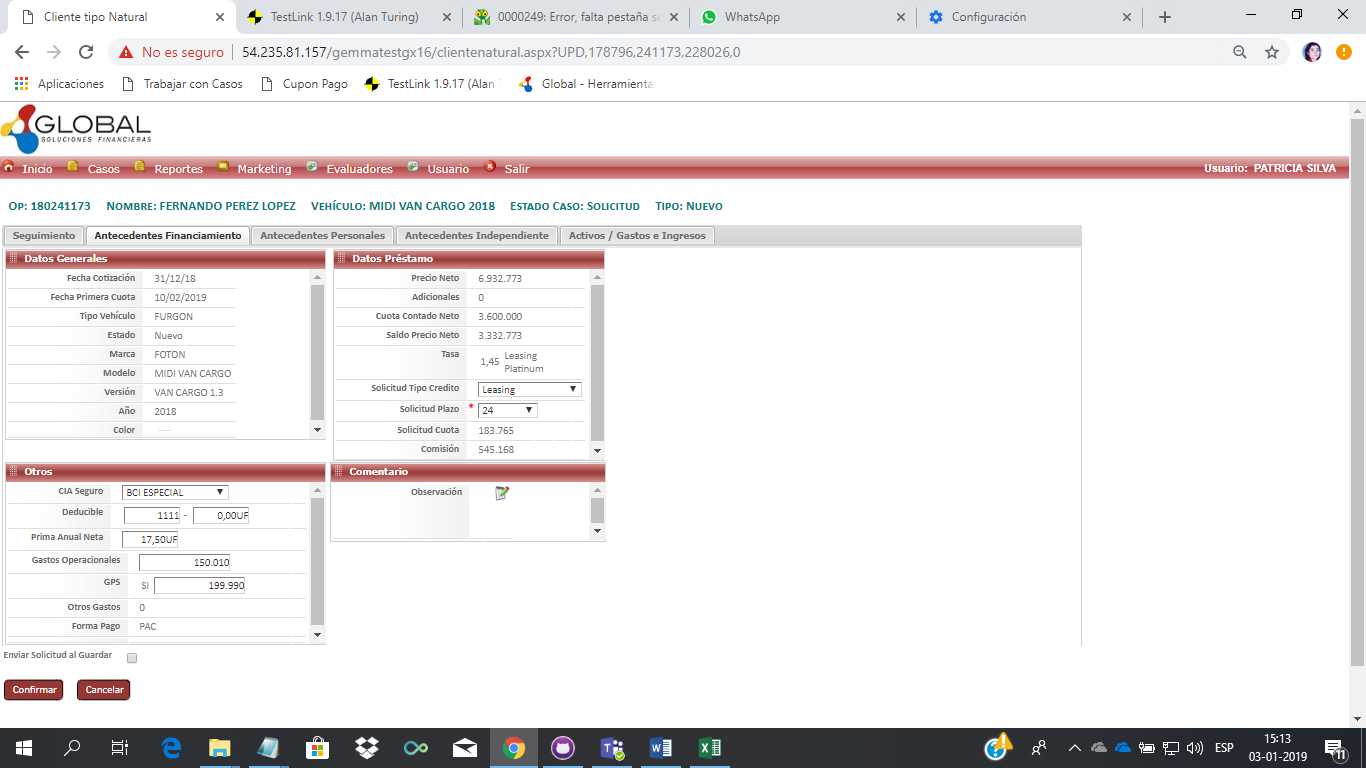 Cliente tipo Natural
TestLink 1.9.17 (Alan Turing)
0000249: Error, falta pestaña se
WhatsApp
Configuración
No es seguro | 54.235.81.157/gemmatestgx16/clientenatural.aspx?UPD,178796,241173,228026,0
Aplicaciones
Trabajar con Casos
Cupon Pago
TestLink 1.9.17 (Alan T
Global - Herramienta
GLOBAL
SOLUCIONES FINANCIERAS
Inicio Casos Reportes Marketing Evaluadores Usuario Salir Usuario: PATRICIA SILVA
Op: 180241173 Nombre: FERNANDO PEREZ LOPEZ Vehículo: MIDI VAN CARGO 2018 Estado Caso: Solicitud Tipo: Nuevo
Seguimiento Antecedentes Financiamiento Antecedentes Personales Antecedentes Independiente Activos / Gastos e Ingresos
Datos Generales
Fecha Cotización 31/12/18
Fecha Primera Cuota 10/02/2019
Tipo Vehículo FURGON
Estado Nuevo
Marca FOTON
Modelo MIDI VAN CARGO
Versión VAN CARGO 1.3
Año 2018
Color
Datos Préstamo
Precio Neto 6.932.773
Adicionales 0
Cuota Contado Neto 3.600.000
Saldo Precio Neto 3.332.773
Tasa 1,45 Leasing
Platinum
Solicitud Tipo Credito Leasing
Solicitud Plazo * 24
Solicitud Cuota 183.765
Comisión 545.168
Otros
CIA Seguro BCI ESPECIAL
Deducible 1111 - 0,00UF
Prima Anual Neta 17,50UF
Gastos Operacionales 150.010
GPS SI 199.990
Otros Gastos 0
Forma Pago PAC
Comentario
Observación
Enviar Solicitud al Guardar
Confirmar Cancelar
ESP
15:13
03-01-2019
11